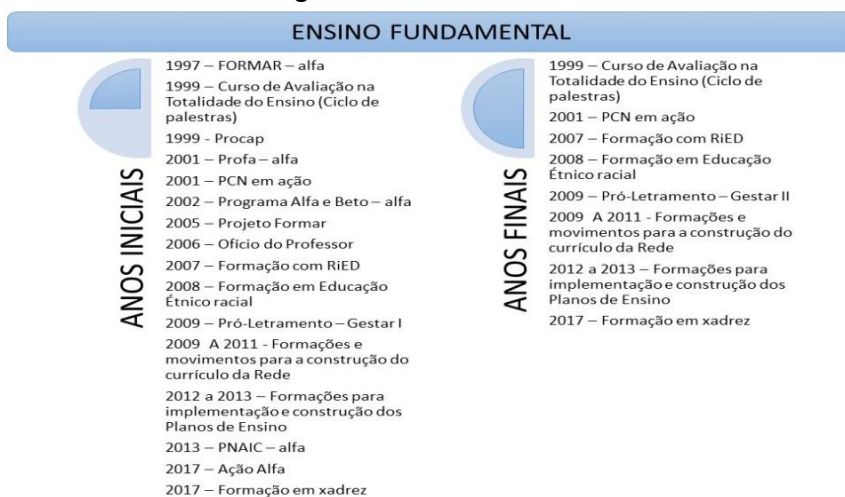 ENSINO FUNDAMENTAL
ANOS INICIAIS
1997 – FORMAR – alfa
1999 – Curso de Avaliação na
Totalidade do Ensino (Ciclo de
palestras)
1999 - Procap
2001 – Profa – alfa
2001 – PCN em ação
2002 – Programa Alfa e Beto – alfa
2005 – Projeto Formar
2006 – Ofício do Professor
2007 – Formação com RiED
2008 – Formação em Educação
Étnico racial
2009 – Pró-Letramento – Gestar I
2009 A 2011 - Formações e
movimentos para a construção do
currículo da Rede
2012 a 2013 – Formações para
implementação e construção dos
Planos de Ensino
2013 – PNAIC – alfa
2017 – Ação Alfa
2017 – Formação em xadrez
ANOS FINAIS
1999 – Curso de Avaliação na
Totalidade do Ensino (Ciclo de
palestras)
2001 – PCN em ação
2007 – Formação com RiED
2008 – Formação em Educação
Étnico racial
2009 – Pró-Letramento – Gestar II
2009 A 2011 - Formações e
movimentos para a construção do
currículo da Rede
2012 a 2013 – Formações para
implementação e construção dos
Planos de Ensino
2017 – Formação em xadrez